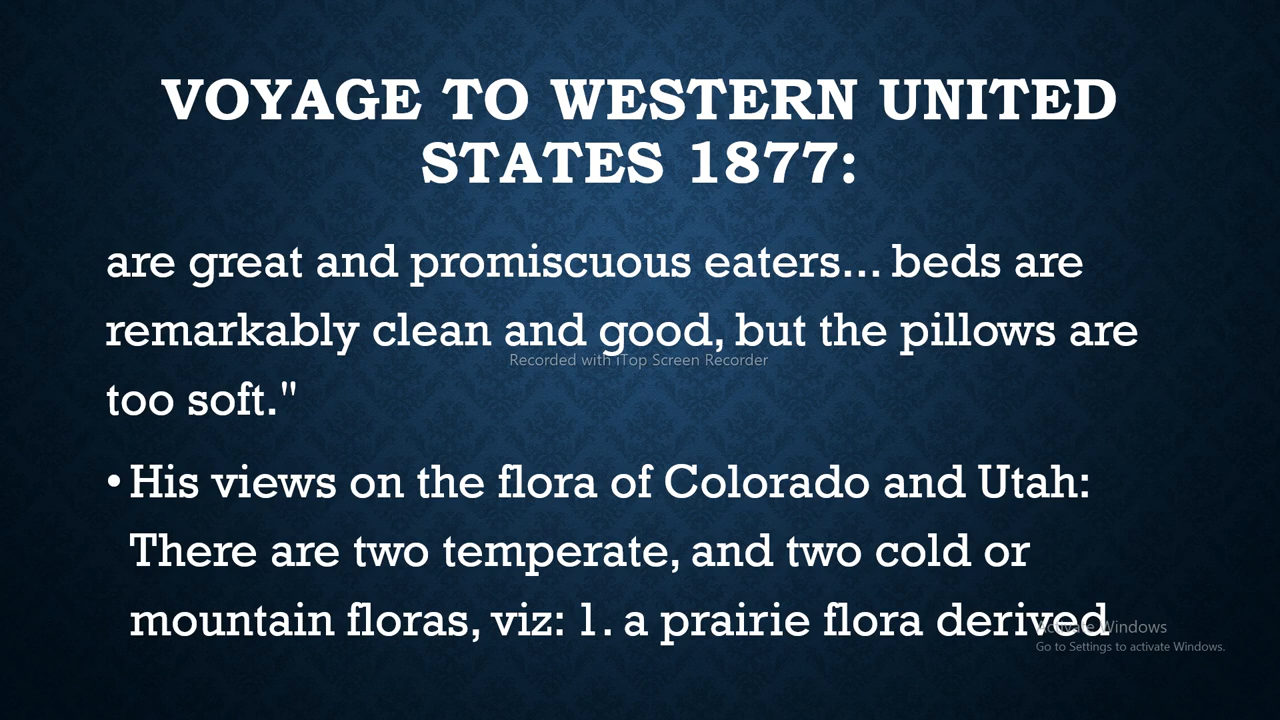 VOYAGE TO WESTERN UNITED
STATES 1877:
are great and promiscuous eaters... beds are
remarkably clean and good, but the pillows are
Recorded with iTop Screen Recorder
too soft."
• His views on the flora of Colorado and Utah:
There are two temperate, and two cold or
mountain floras, viz: 1. a prairie flora derived
Activate Windows
Go to Settings to activate Windows.